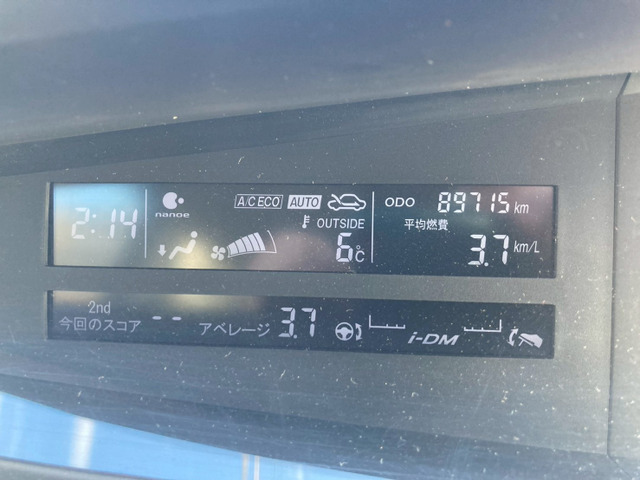 2:14
nanoe
A/C ECO AUTO
OUTSIDE
6℃
ODO 89715 km
平均燃費
3.7 km/L
2nd
今回のスコア -- アベレージ 3.7
i-DM